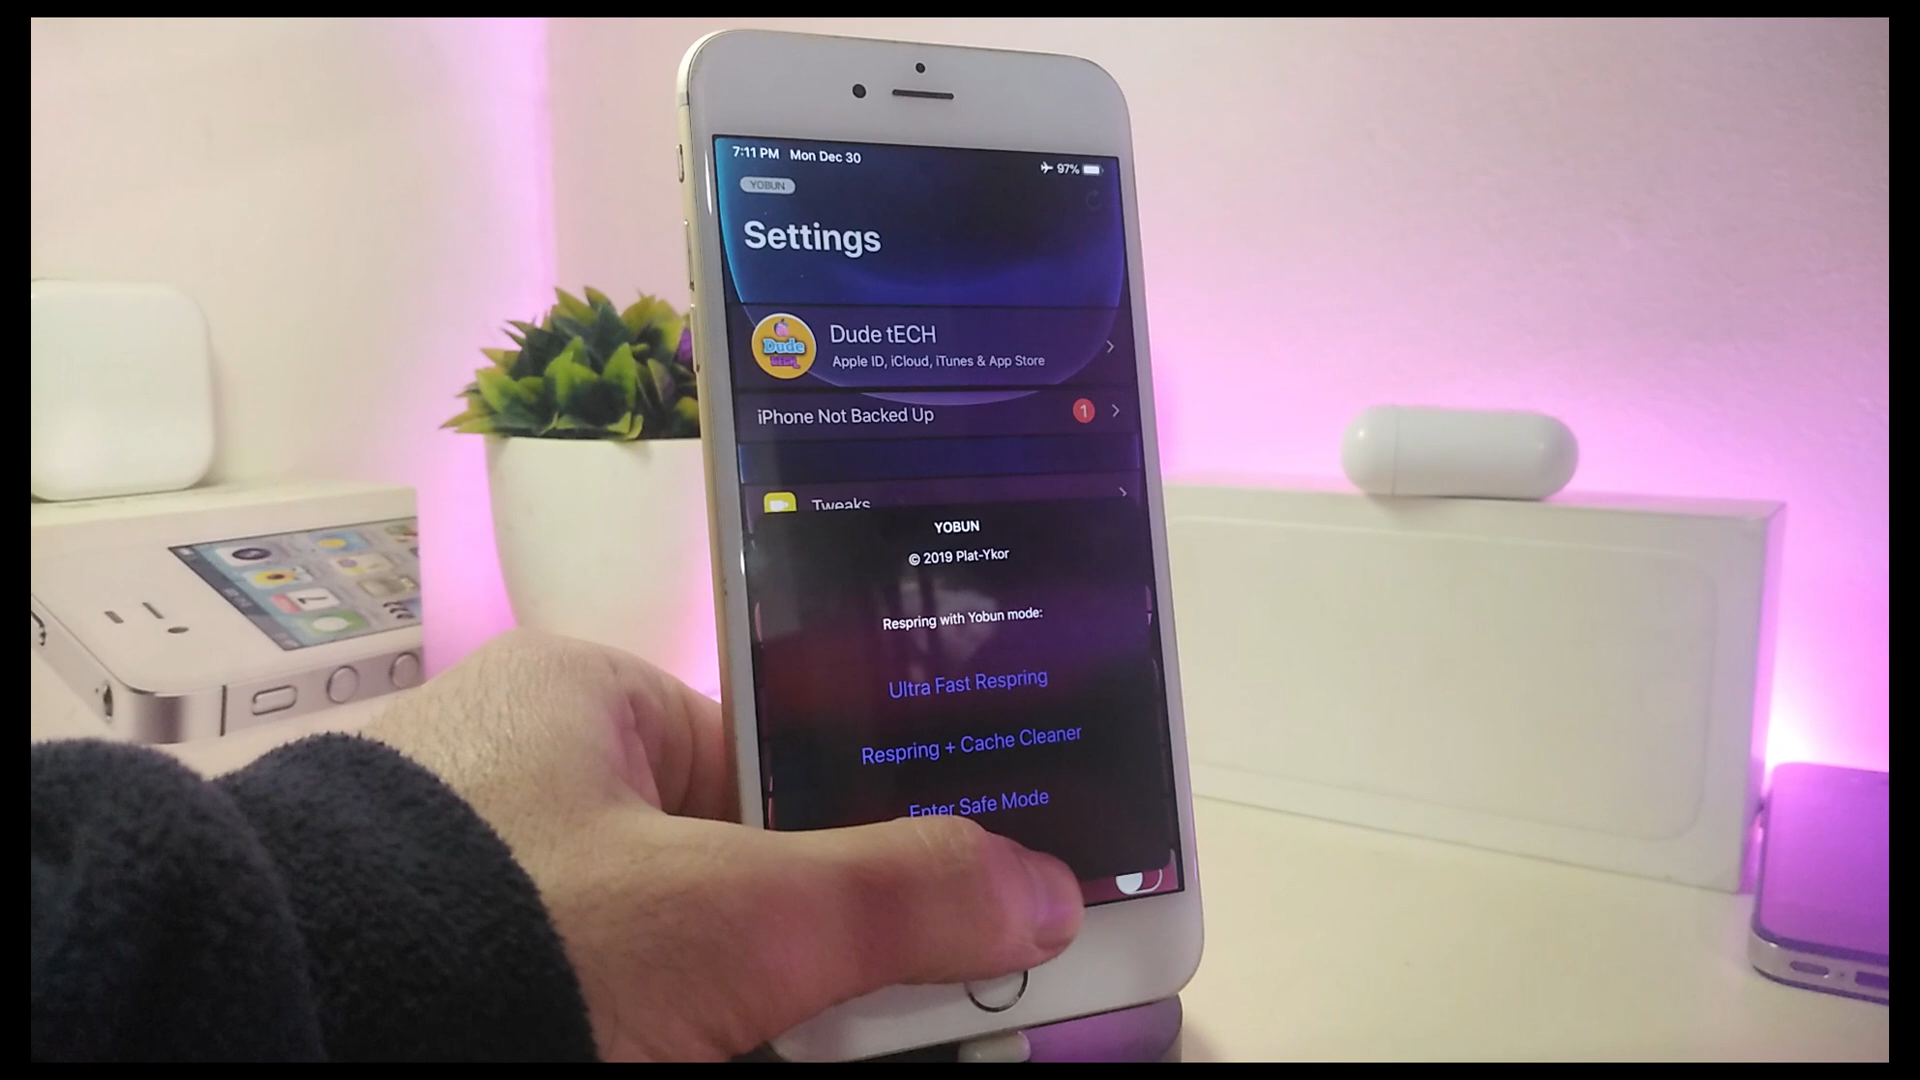 7:11 PM Mon Dec 30
97%
YOBUN
Settings
Dude
Dude tECH
Apple ID, iCloud, iTunes & App Store
iPhone Not Backed Up
1
Tweaks
YOBUN
© 2019 Plat-Ykor
Respring with Yobun mode:
Ultra Fast Respring
Respring + Cache Cleaner
Enter Safe Mode